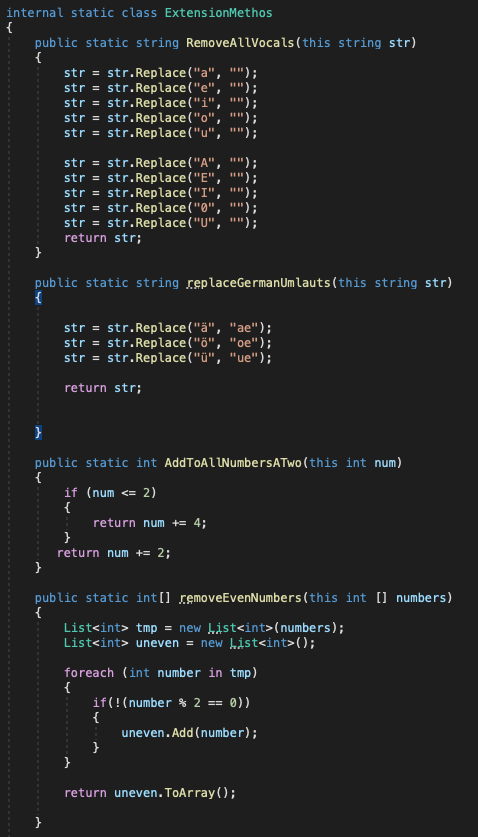 internal static class ExtensionMethos
{
    public static string RemoveAllVocals(this string str)
    {
        str = str.Replace("a", "");
        str = str.Replace("e", "");
        str = str.Replace("i", "");
        str = str.Replace("o", "");
        str = str.Replace("u", "");

        str = str.Replace("A", "");
        str = str.Replace("E", "");
        str = str.Replace("I", "");
        str = str.Replace("0", "");
        str = str.Replace("U", "");
        return str;
    }

    public static string replaceGermanUmlauts(this string str)
    {

        str = str.Replace("ä", "ae");
        str = str.Replace("ö", "oe");
        str = str.Replace("ü", "ue");

        return str;


    }

    public static int AddToAllNumbersATwo(this int num)
    {
        if (num <= 2)
        {
            return num += 4;
        }
       return num += 2;
    }

    public static int[] removeEvenNumbers(this int [] numbers)
    {
        List<int> tmp = new List<int>(numbers);
        List<int> uneven = new List<int>();

        foreach (int number in tmp)
        {
            if(!(number % 2 == 0))
            {
                uneven.Add(number);
            }
        }

        return uneven.ToArray();

    }